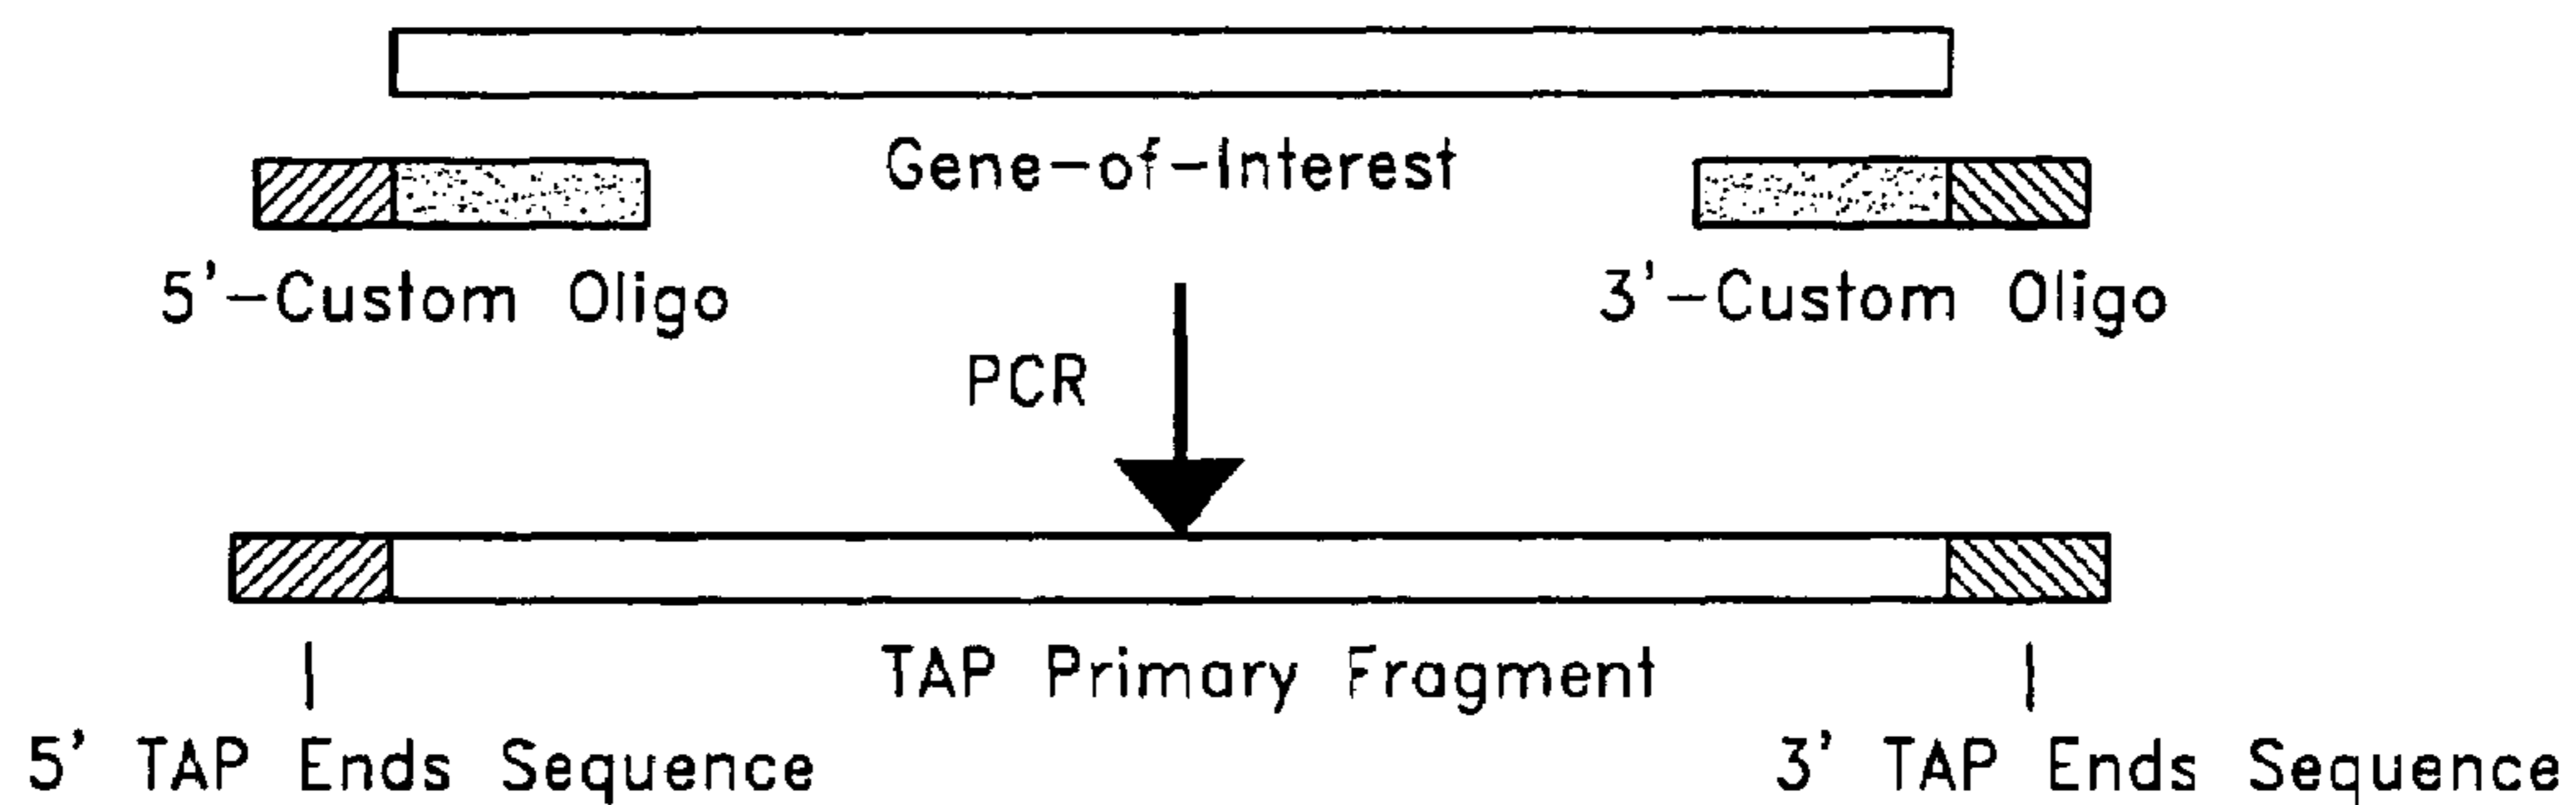 Gene-of-Interest
5'-Custom Oligo
3'-Custom Oligo
PCR
TAP Primary Fragment
5' TAP Ends Sequence
3' TAP Ends Sequence